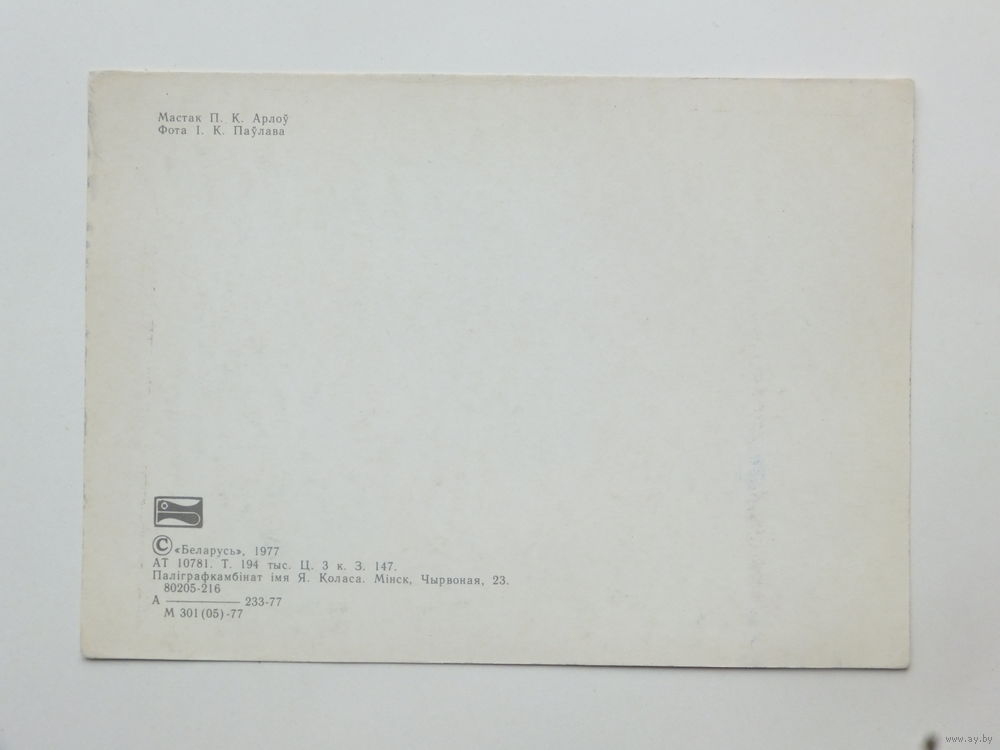 Мастак П. К. Арлоў
Фота І. К. Паўлава
© «Беларусь», 1977
АТ 10781. Т. 194 тыс. Ц. 3 к. З. 147.
Паліграфкамбінат імя Я. Коласа. Мінск, Чырвоная, 23.
80205-216
А ———— 233-77
М 301(05)-77
www.ay.by